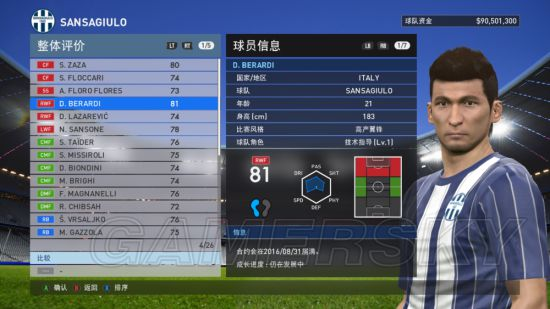 SANSAGIULO
球队资金 $90,501,300
整体评价 LT RT 1/5
CF S. ZAZA 80
CF S. FLOCCARI 74
SS A. FLORO FLORES 73
RWF D. BERARDI 81
RWF D. LAZAREVIĆ 74
LWF N. SANSONE 78
CMF S. TAÏDER 76
CMF S. MISSIROLI 75
CMF D. BIONDINI 74
CMF M. BRIGHI 74
CMF F. MAGNANELLI 77
CMF R. CHIBSAH 72
RB Š. VRSALJKO 76
RB M. GAZZOLA 75
4/26
比较
-
球员信息 LB RB 1/7
D. BERARDI
国家/地区 ITALY
球队 SANSAGIULO
年龄 21
身高[cm] 183
比赛风格 高产翼锋
球队角色 技术指导[Lv.1]
RWF
81
PAS
DRI SHT
SPD PHY
DEF
信息
合约会在2016/08/31届满。
成长进度:仍在发展中
A 确认 B 返回 X 排序
GAMERSKY